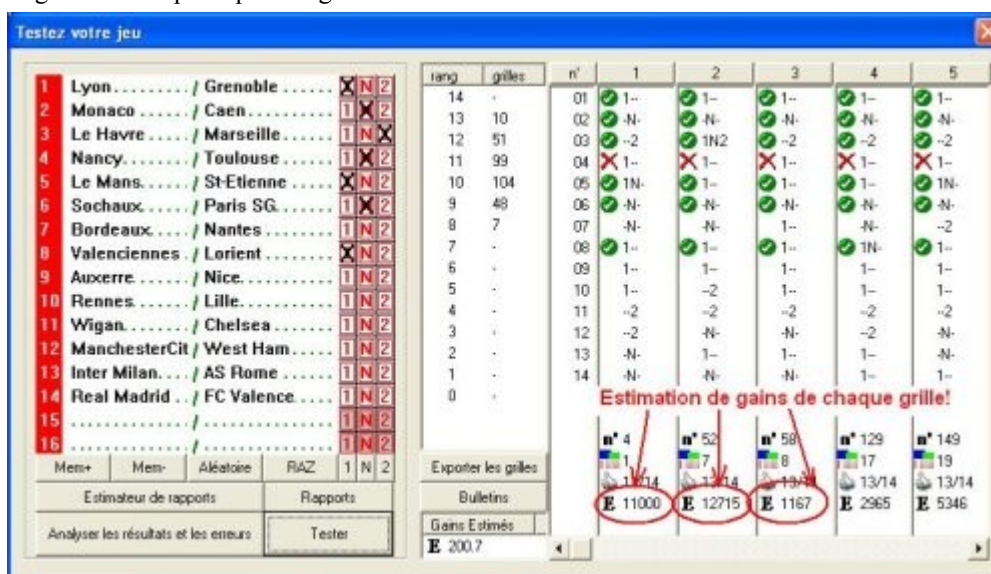 Testez votre jeu
1 Lyon........./ Grenoble...... X N 2
2 Monaco......./ Caen.......... 1 X 2
3 Le Havre...../ Marseille..... 1 N X
4 Nancy......../ Toulouse...... 1 X 2
5 Le Mans....../ St-Etienne.... X N 2
6 Sochaux....../ Paris SG...... 1 X 2
7 Bordeaux...../ Nantes........ 1 N 2
8 Valenciennes ./ Lorient....... X N 2
9 Auxerre....../ Nice.......... 1 N 2
10 Rennes......./ Lille......... 1 N 2
11 Wigan......../ Chelsea....... 1 N 2
12 ManchesterCit / West Ham..... 1 N 2
13 Inter Milan..../ AS Rome...... 1 N 2
14 Real Madrid ../ FC Valence.... 1 N 2
15 ............./ .............. 1 N 2
16 ............./ .............. 1 N 2
Mem+ Mem- Aléatoire RAZ 1 N 2
Estimateur de rapports Rapports
Analyser les résultats et les erreurs Tester
rang grilles
14 -
13 10
12 51
11 99
10 104
9 48
8 7
7 -
6 -
5 -
4 -
3 -
2 -
1 -
0 -
Exporter les grilles
Bulletins
Gains Estimés
E 200.7
n° 1 2 3 4 5
01 1-- 1-- 1-- 1-- 1--
02 -N- -N- -N- -N- -N-
03 --2 1N2 --2 --2 --2
04 1-- 1-- 1-- 1-- 1--
05 1N- 1-- 1-- 1-- 1N-
06 -N- -N- -N- -N- -N-
07 -N- -N- 1-- -N- --2
08 1-- 1-- 1-- 1N- 1--
09 1-- 1-- 1-- 1-- 1--
10 1-- --2 1-- 1-- 1--
11 --2 --2 --2 --2 --2
12 --2 -N- -N- --2 -N-
13 -N- 1-- 1-- -N- 1--
14 -N- -N- -N- 1-- 1--
Estimation de gains de chaque grille!
n° 4 n° 52 n° 58 n° 129 n° 149
1 7 8 17 19
13/14 13/14 13/14 13/14 13/14
E 11000 E 12715 E 1167 E 2965 E 5346